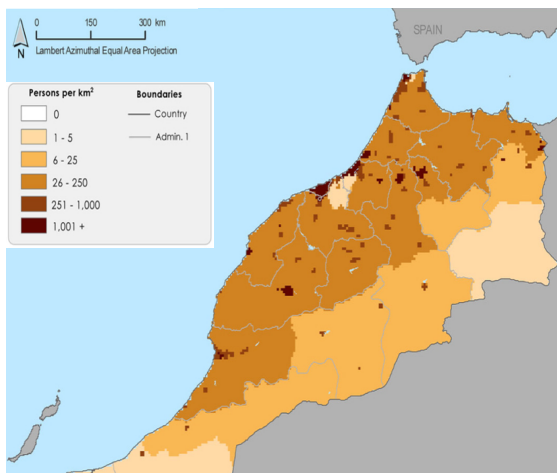 0 150 300 km
N
Lambert Azimuthal Equal Area Projection
SPAIN
Persons per km²
0
1 - 5
6 - 25
26 - 250
251 - 1,000
1,001 +
Boundaries
Country
Admin. 1